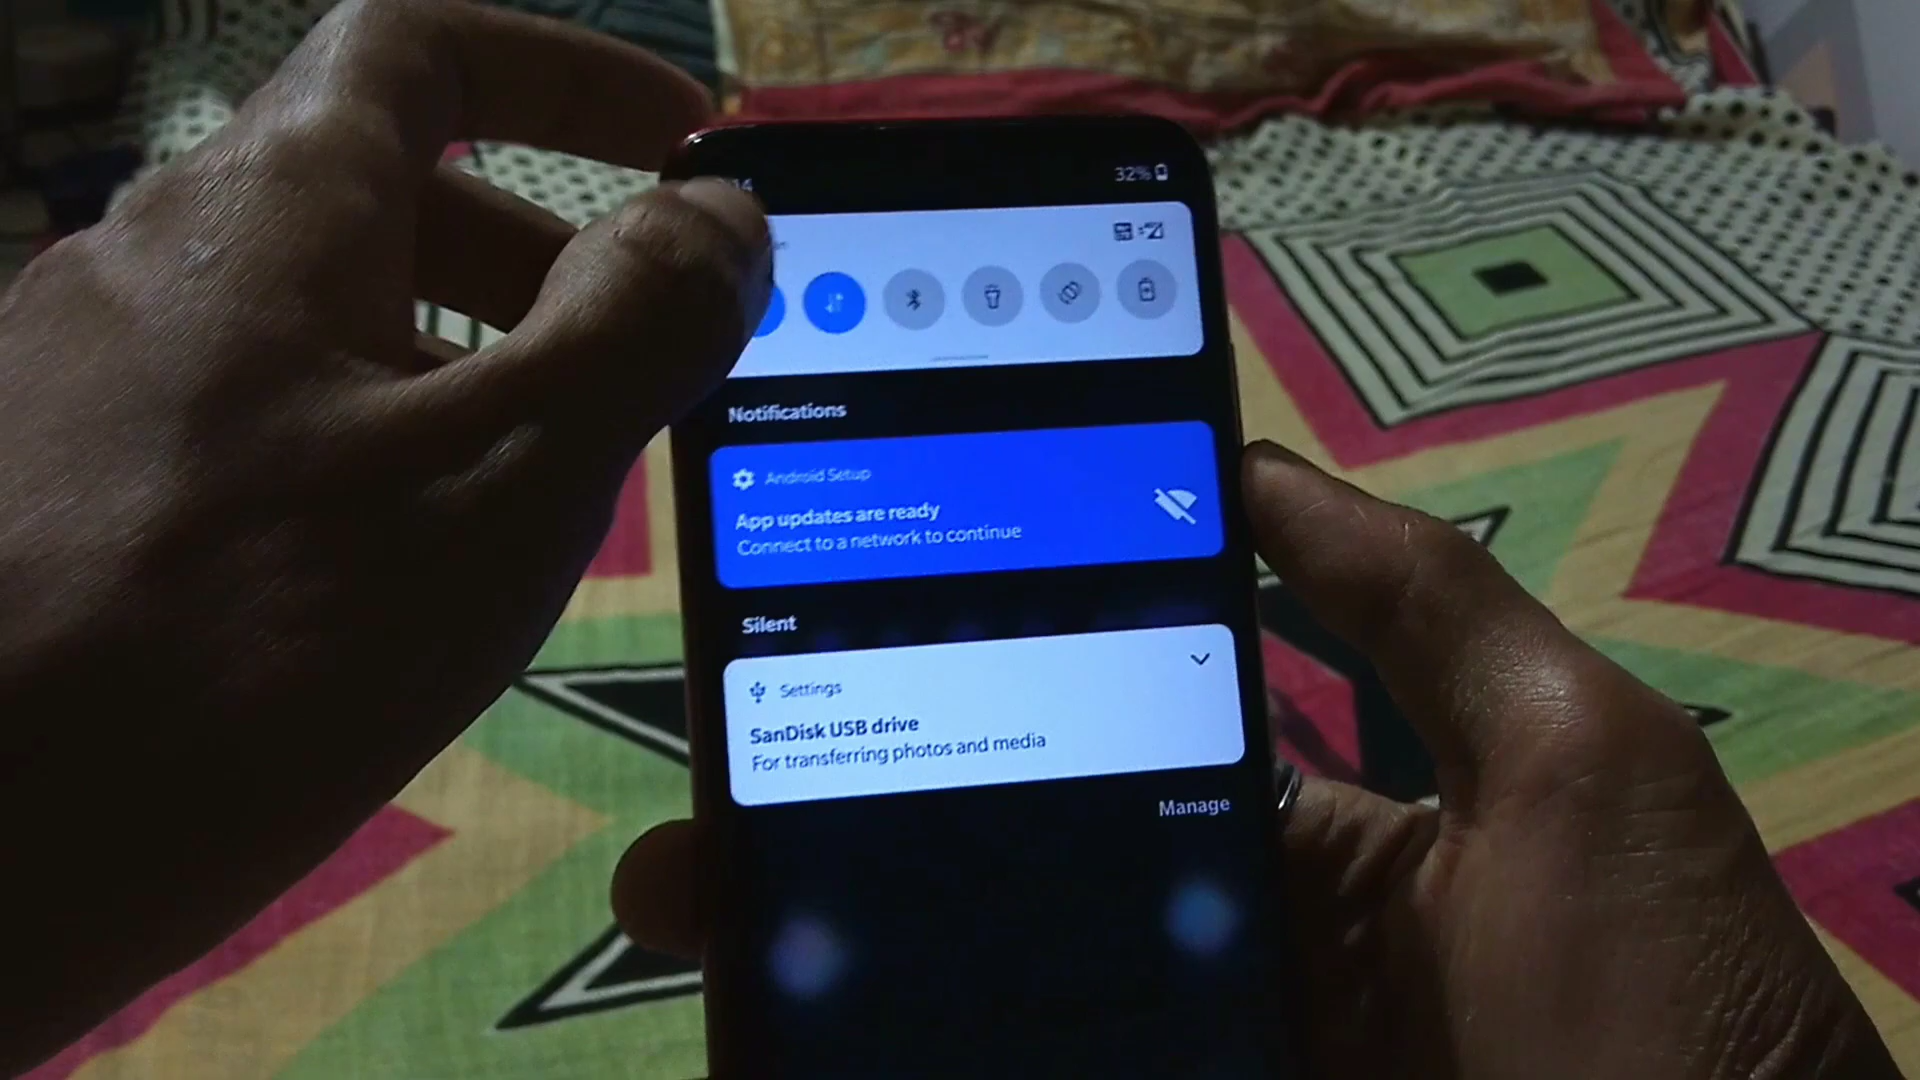 32%
Notifications
Android Setup
App updates are ready
Connect to a network to continue
Silent
Settings
SanDisk USB drive
For transferring photos and media
Manage